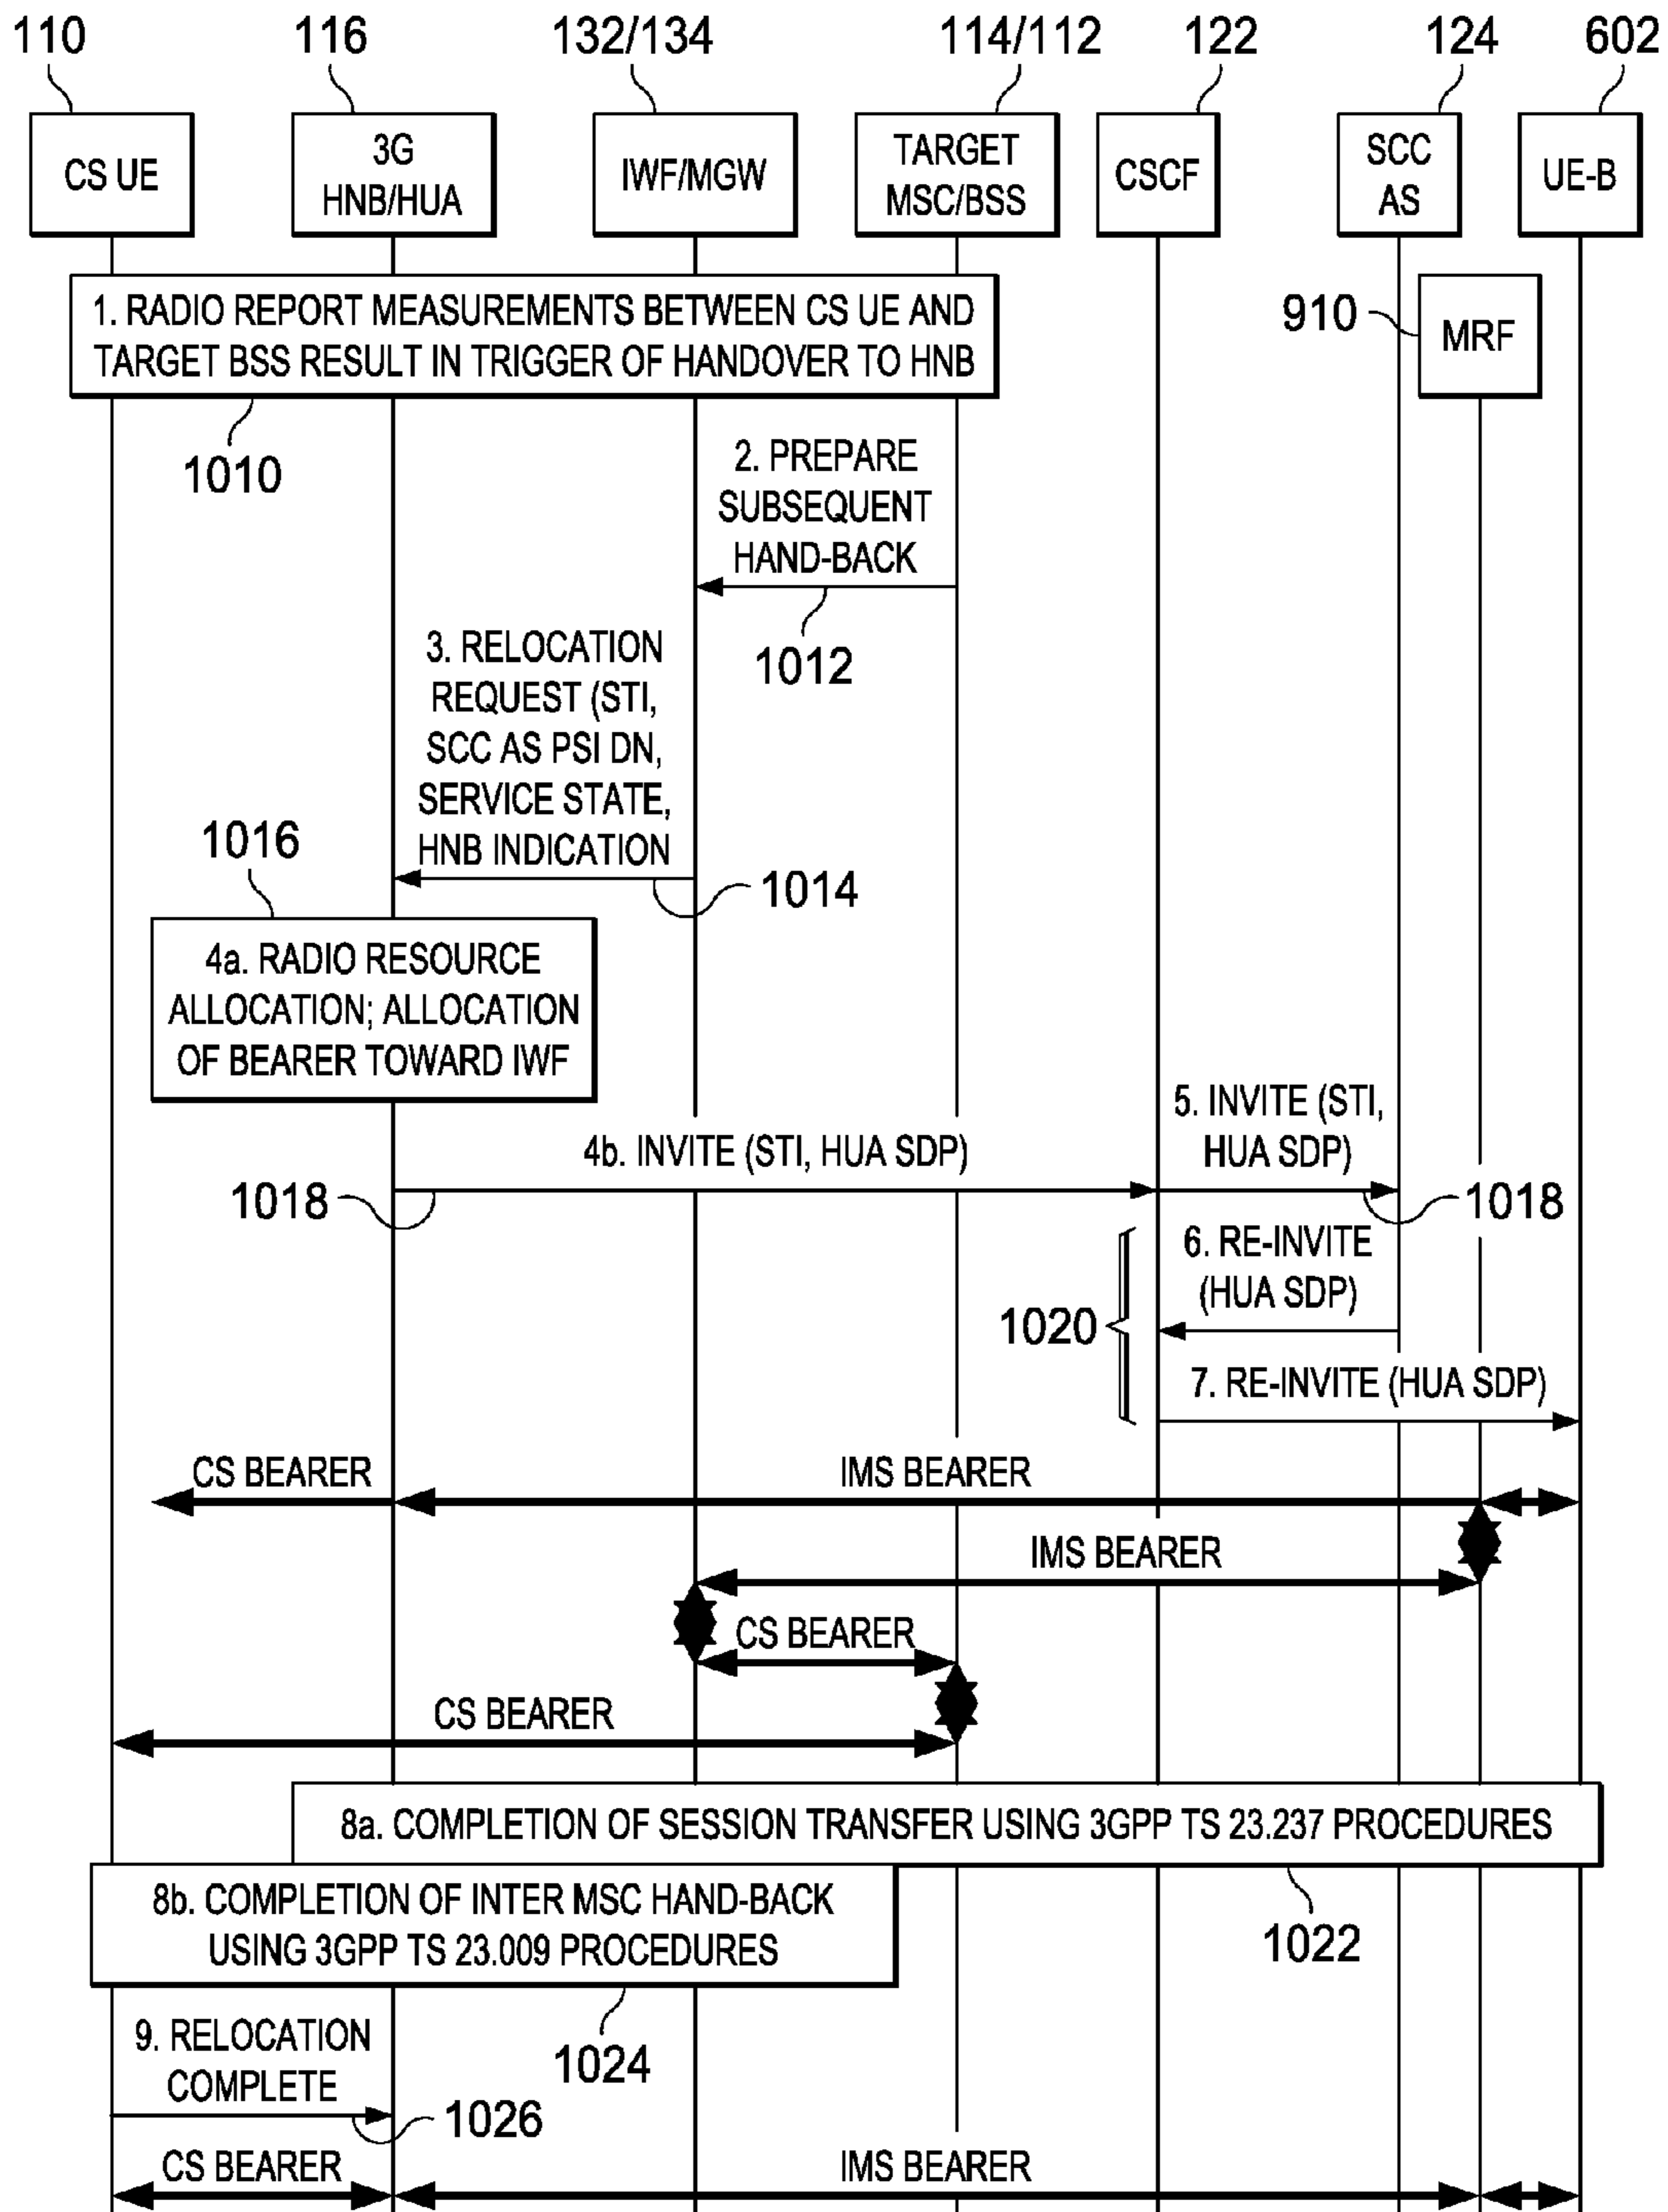 110
116
132/134
114/112
122
124
602
CS UE
3G
HNB/HUA
IWF/MGW
TARGET
MSC/BSS
CSCF
SCC
AS
UE-B
1. RADIO REPORT MEASUREMENTS BETWEEN CS UE AND
TARGET BSS RESULT IN TRIGGER OF HANDOVER TO HNB
910
MRF
1010
2. PREPARE
SUBSEQUENT
HAND-BACK
1012
3. RELOCATION
REQUEST (STI,
SCC AS PSI DN,
SERVICE STATE,
HNB INDICATION
1014
1016
4a. RADIO RESOURCE
ALLOCATION; ALLOCATION
OF BEARER TOWARD IWF
4b. INVITE (STI, HUA SDP)
1018
5. INVITE (STI,
HUA SDP)
1018
6. RE-INVITE
(HUA SDP)
1020
7. RE-INVITE (HUA SDP)
CS BEARER
IMS BEARER
IMS BEARER
CS BEARER
CS BEARER
8a. COMPLETION OF SESSION TRANSFER USING 3GPP TS 23.237 PROCEDURES
1022
8b. COMPLETION OF INTER MSC HAND-BACK
USING 3GPP TS 23.009 PROCEDURES
1024
9. RELOCATION
COMPLETE
1026
CS BEARER
IMS BEARER